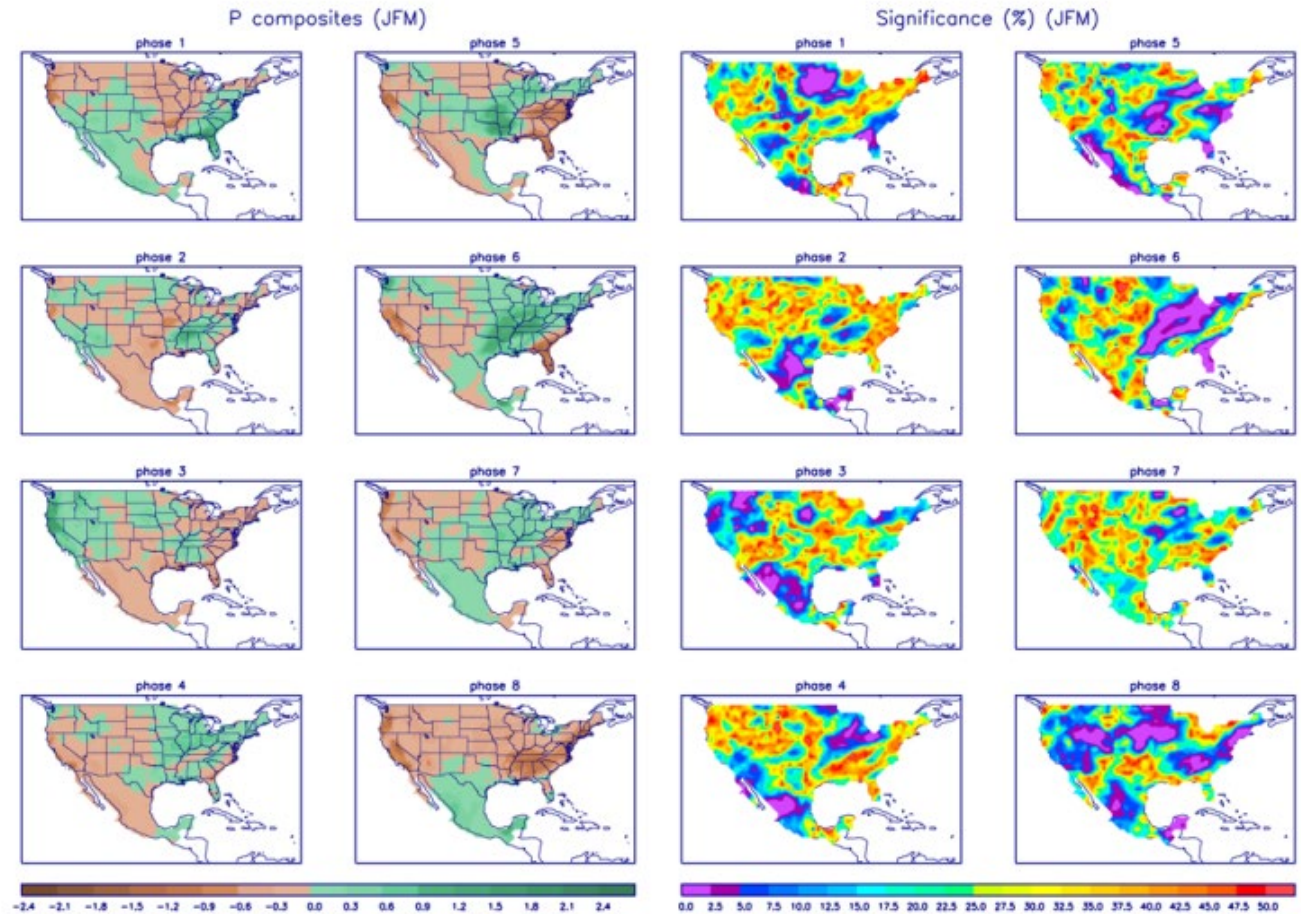 P composites (JFM) Significance (%) (JFM)
phase 1 phase 5 phase 1 phase 5
phase 2 phase 6 phase 2 phase 6
phase 3 phase 7 phase 3 phase 7
phase 4 phase 8 phase 4 phase 8
−2.4 −2.1 −1.8 −1.5 −1.2 −0.9 −0.6 −0.3 0.0 0.3 0.6 0.9 1.2 1.5 1.8 2.1 2.4 0.0 2.5 5.0 7.5 10.0 12.5 15.0 17.5 20.0 22.5 25.0 27.5 30.0 32.5 35.0 37.5 40.0 42.5 45.0 47.5 50.0